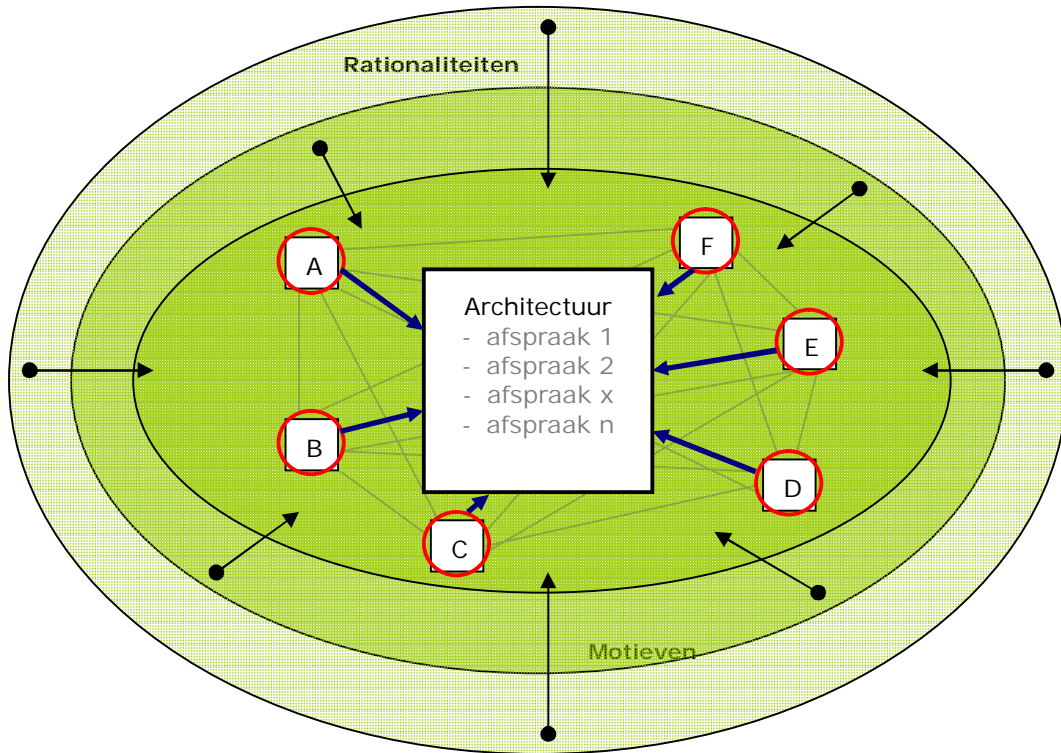 Rationaliteiten
A
F
Architectuur
- afspraak 1
- afspraak 2
- afspraak x
- afspraak n
E
B
D
C
Motieven